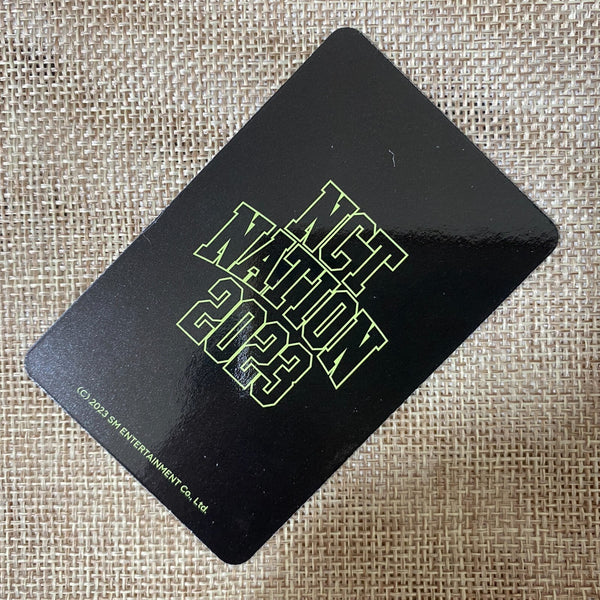 NCT
NATION
2023
(C) 2023 SM ENTERTAINMENT Co., Ltd.